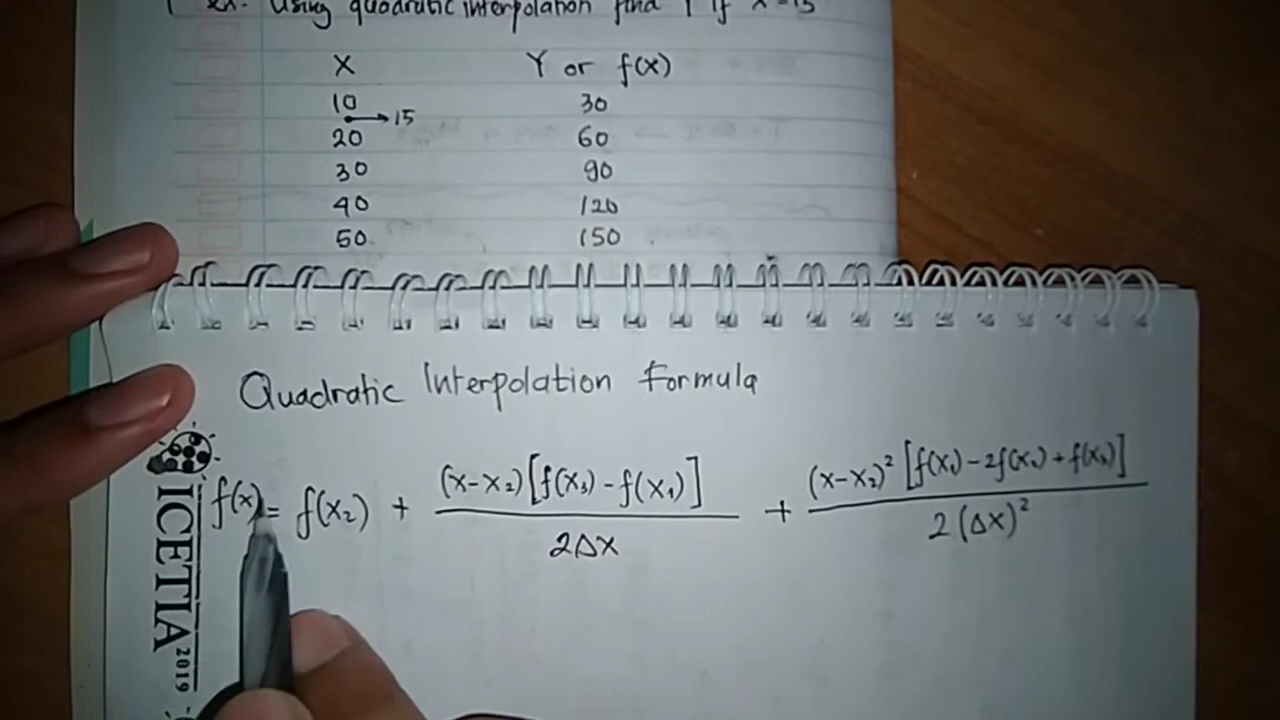 Ex. Using quadratic interpolation find Y if X = 15
X Y or f(x)
10 30
15
20 60
30 90
40 120
50 150
Quadratic Interpolation Formula
f(x) = f(x₂) + (x-x₂)[f(x₃) - f(x₁)] / 2Δx + (x-x₂)² [f(x₁) - 2f(x₂) + f(x₃)] / 2(Δx)²
ICETIA 2019